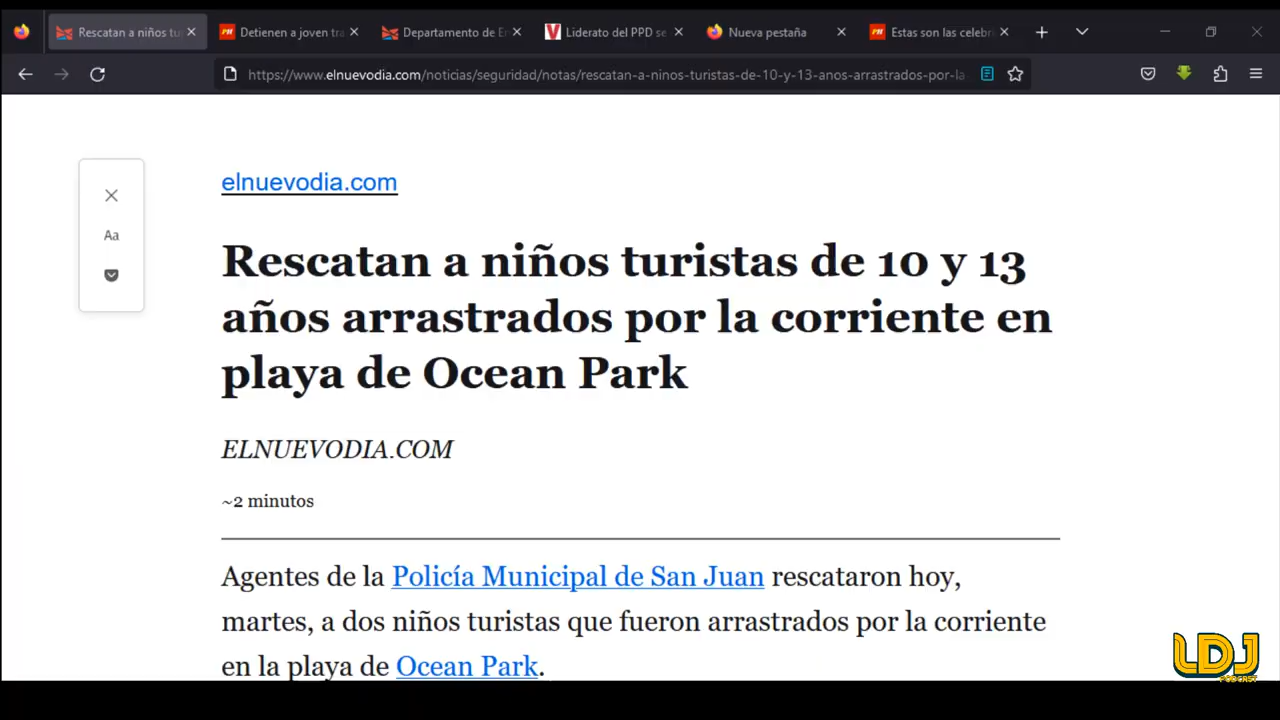 Rescatan a niños tu
Detienen a joven tra
Departamento de E
Liderato del PPD se
Nueva pestaña
Estas son las celebri
https://www.elnuevodia.com/noticias/seguridad/notas/rescatan-a-ninos-turistas-de-10-y-13-anos-arrastrados-por-la-
elnuevodia.com
Aa
Rescatan a niños turistas de 10 y 13
años arrastrados por la corriente en
playa de Ocean Park
ELNUEVODIA.COM
~2 minutos
Agentes de la Policía Municipal de San Juan rescataron hoy,
martes, a dos niños turistas que fueron arrastrados por la corriente
en la playa de Ocean Park.
LDJ
PODCAST